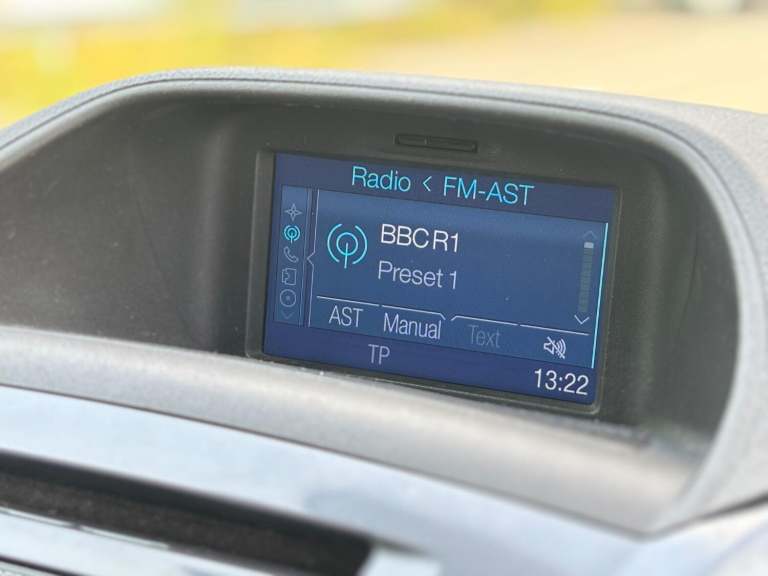 Radio < FM-AST
BBC R1
Preset 1
AST Manual Text
TP
13:22